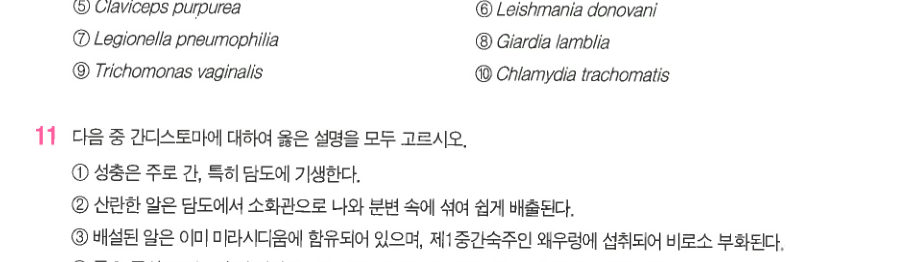 ⑤ Claviceps purpurea ⑥ Leishmania donovani
⑦ Legionella pneumophilia ⑧ Giardia lamblia
⑨ Trichomonas vaginalis ⑩ Chlamydia trachomatis
11 다음 중 간디스토마에 대하여 옳은 설명을 모두 고르시오.
① 성충은 주로 간, 특히 담도에 기생한다.
② 산란한 알은 담도에서 소화관으로 나와 분변 속에 섞여 쉽게 배출된다.
③ 배설된 알은 이미 미라시디움에 함유되어 있으며, 제1중간숙주인 왜우렁에 섭취되어 비로소 부화된다.